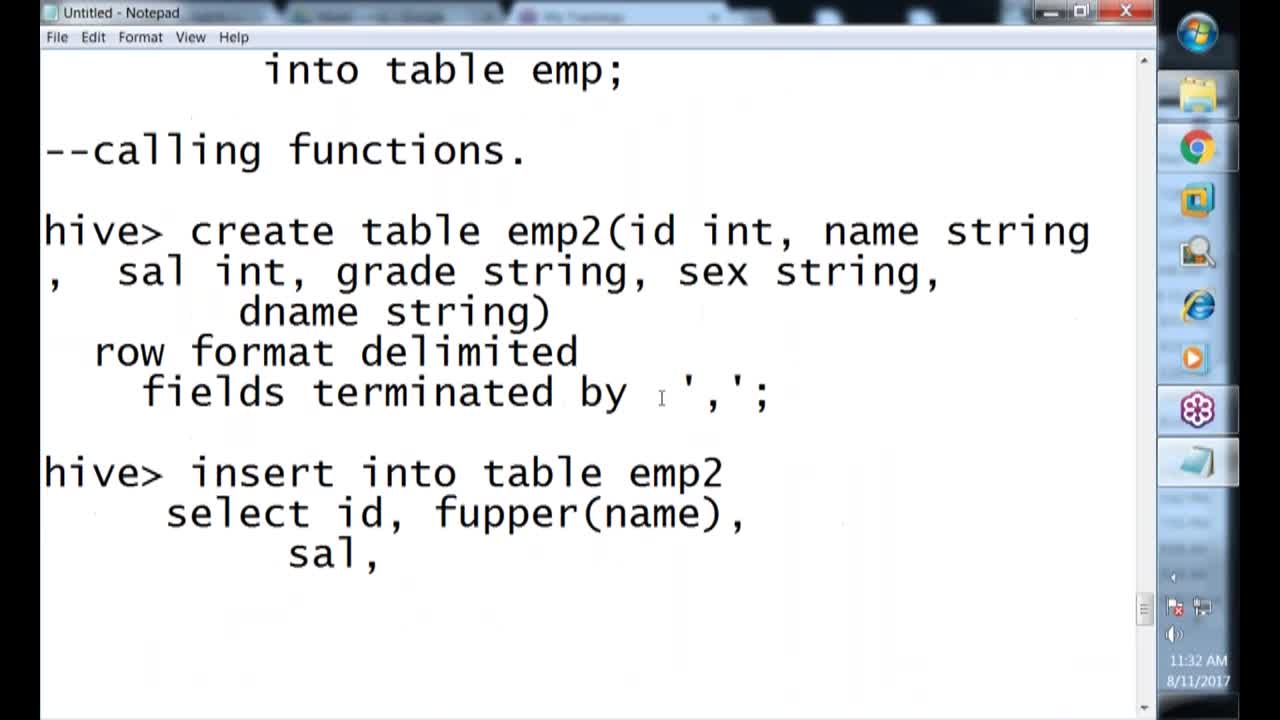 Untitled - Notepad
File Edit Format View Help
into table emp;
--calling functions.
hive> create table emp2(id int, name string
, sal int, grade string, sex string,
dname string)
row format delimited
fields terminated by ',';
hive> insert into table emp2
select id, fupper(name),
sal,
11:32 AM
8/11/2017